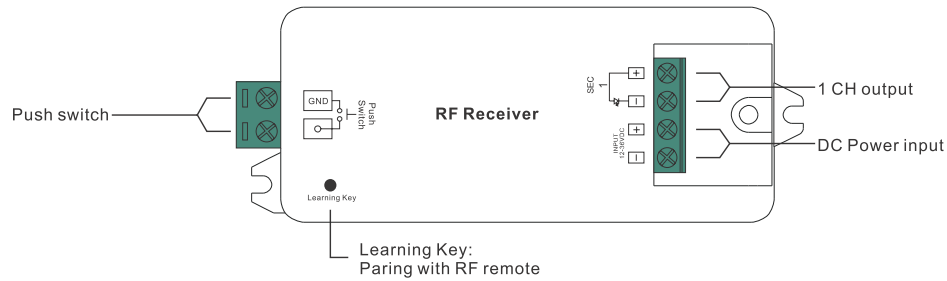 Push switch
GND
Push
Switch
Learning Key
RF Receiver
SEC
1
+
−
INPUT
12-36VDC
+
−
1 CH output
DC Power input
Learning Key:
Paring with RF remote